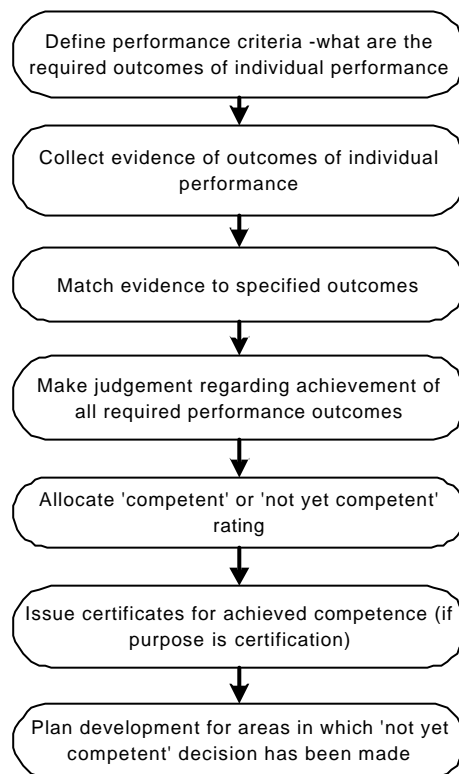 Define performance criteria -what are the
required outcomes of individual performance
Collect evidence of outcomes of individual
performance
Match evidence to specified outcomes
Make judgement regarding achievement of
all required performance outcomes
Allocate 'competent' or 'not yet competent'
rating
Issue certificates for achieved competence (if
purpose is certification)
Plan development for areas in which 'not yet
competent' decision has been made